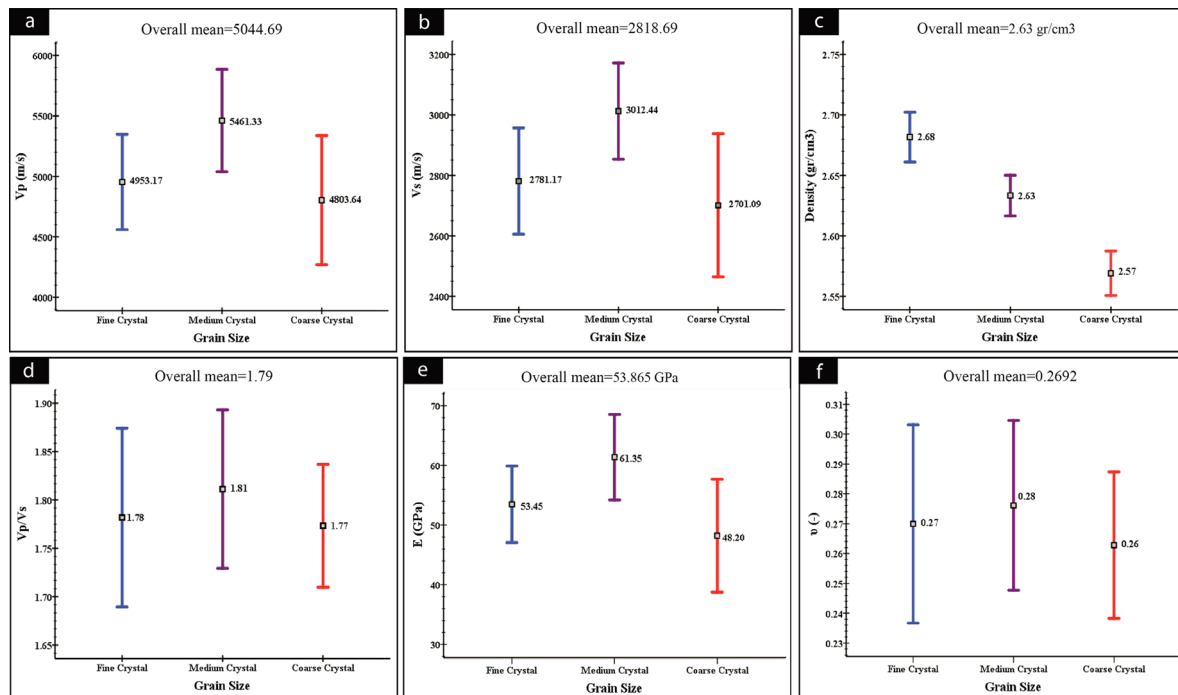 a
Overall mean=5044.69
Vp (m/s)
6000
5500
5000
4500
4000
4953.17
5461.33
4803.64
Fine Crystal Medium Crystal Coarse Crystal
Grain Size
b
Overall mean=2818.69
Vs (m/s)
3200
3000
2800
2600
2400
2781.17
3012.44
2701.09
Fine Crystal Medium Crystal Coarse Crystal
Grain Size
c
Overall mean=2.63 gr/cm3
Density (gr/cm3)
2.75
2.70
2.65
2.60
2.55
2.68
2.63
2.57
Fine Crystal Medium Crystal Coarse Crystal
Grain Size
d
Overall mean=1.79
Vp/Vs
1.90
1.85
1.80
1.75
1.70
1.65
1.78
1.81
1.77
Fine Crystal Medium Crystal Coarse Crystal
Grain Size
e
Overall mean=53.865 GPa
E (GPa)
70
60
50
40
30
53.45
61.35
48.20
Fine Crystal Medium Crystal Coarse Crystal
Grain Size
f
Overall mean=0.2692
υ (-)
0.31
0.30
0.29
0.28
0.27
0.26
0.25
0.24
0.23
0.27
0.28
0.26
Fine Crystal Medium Crystal Coarse Crystal
Grain Size